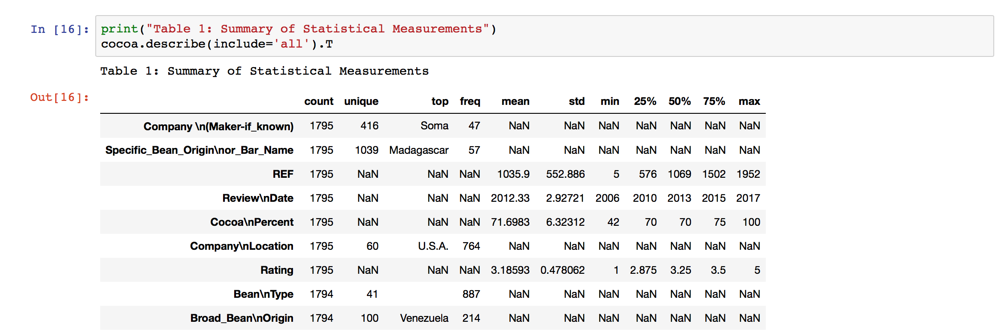 In [16]: print("Table 1: Summary of Statistical Measurements")
cocoa.describe(include='all').T
Table 1: Summary of Statistical Measurements
Out[16]:
count unique top freq mean std min 25% 50% 75% max
Company \n(Maker-if_known) 1795 416 Soma 47 NaN NaN NaN NaN NaN NaN NaN
Specific_Bean_Origin\nor_Bar_Name 1795 1039 Madagascar 57 NaN NaN NaN NaN NaN NaN NaN
REF 1795 NaN NaN NaN 1035.9 552.886 5 576 1069 1502 1952
Review\nDate 1795 NaN NaN NaN 2012.33 2.92721 2006 2010 2013 2015 2017
Cocoa\nPercent 1795 NaN NaN NaN 71.6983 6.32312 42 70 70 75 100
Company\nLocation 1795 60 U.S.A. 764 NaN NaN NaN NaN NaN NaN NaN
Rating 1795 NaN NaN NaN 3.18593 0.478062 1 2.875 3.25 3.5 5
Bean\nType 1794 41 887 NaN NaN NaN NaN NaN NaN NaN
Broad_Bean\nOrigin 1794 100 Venezuela 214 NaN NaN NaN NaN NaN NaN NaN